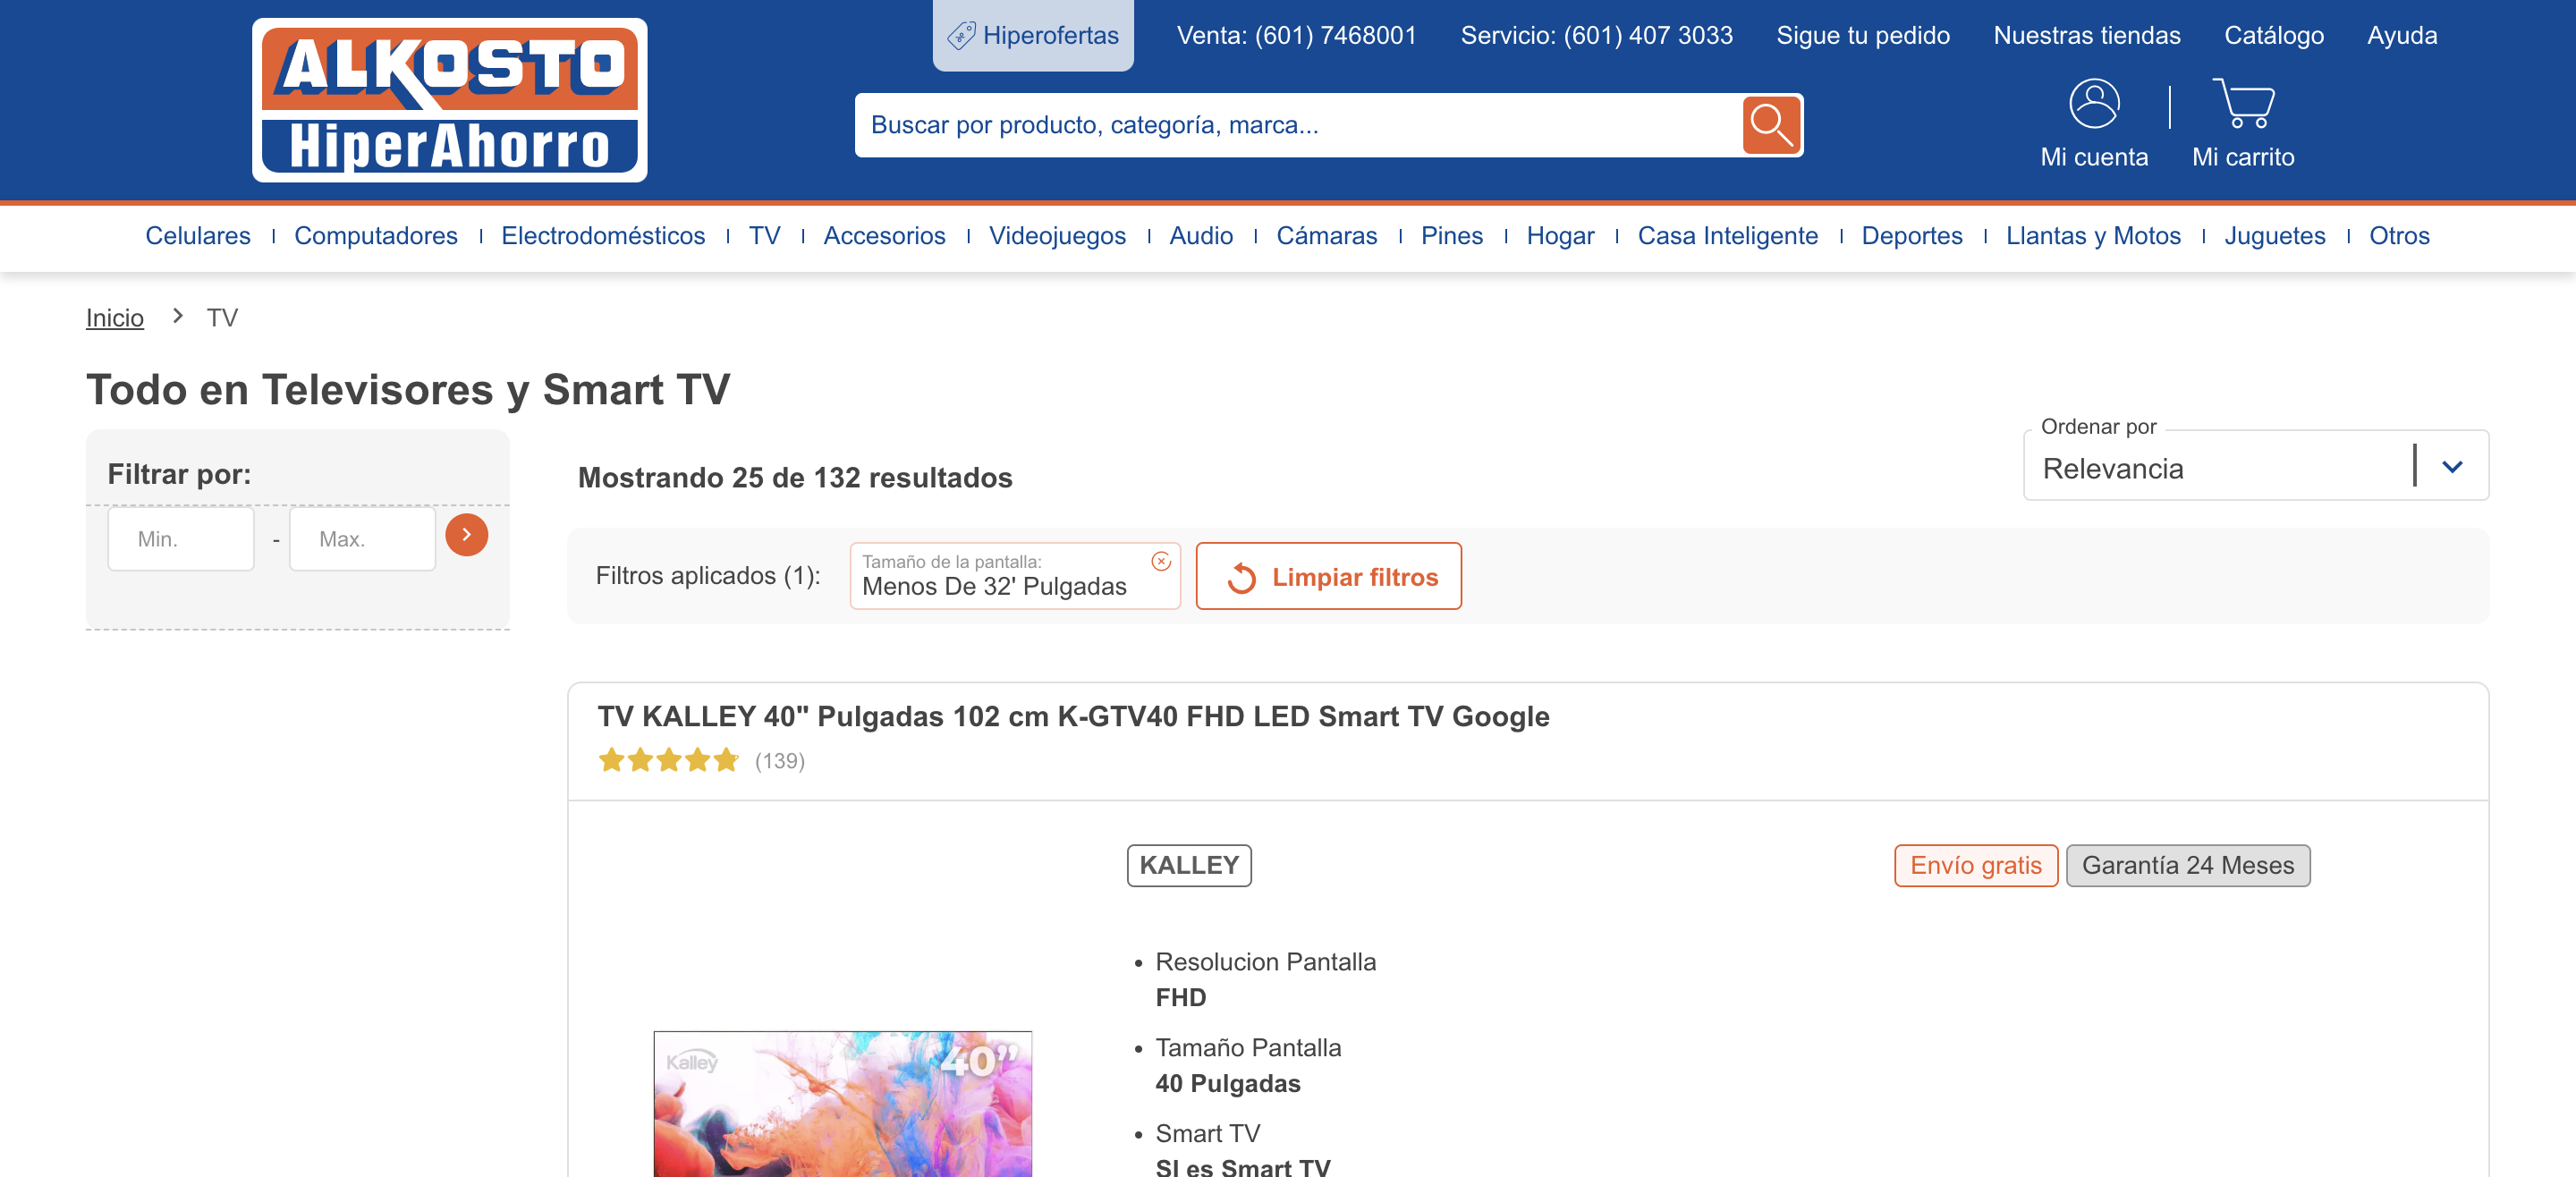 ALKOSTO
HiperAhorro
Hiperofertas
Venta: (601) 7468001
Servicio: (601) 407 3033
Sigue tu pedido
Nuestras tiendas
Catálogo
Ayuda
Buscar por producto, categoría, marca...
Mi cuenta
Mi carrito
Celulares
Computadores
Electrodomésticos
TV
Accesorios
Videojuegos
Audio
Cámaras
Pines
Hogar
Casa Inteligente
Deportes
Llantas y Motos
Juguetes
Otros
Inicio > TV
Todo en Televisores y Smart TV
Filtrar por:
Min. - Max.
Mostrando 25 de 132 resultados
Ordenar por
Relevancia
Filtros aplicados (1):
Tamaño de la pantalla:
Menos De 32' Pulgadas
Limpiar filtros
TV KALLEY 40" Pulgadas 102 cm K-GTV40 FHD LED Smart TV Google
(139)
KALLEY
Envío gratis
Garantía 24 Meses
• Resolucion Pantalla
FHD
• Tamaño Pantalla
40 Pulgadas
• Smart TV
SI es Smart TV
Kalley
40”